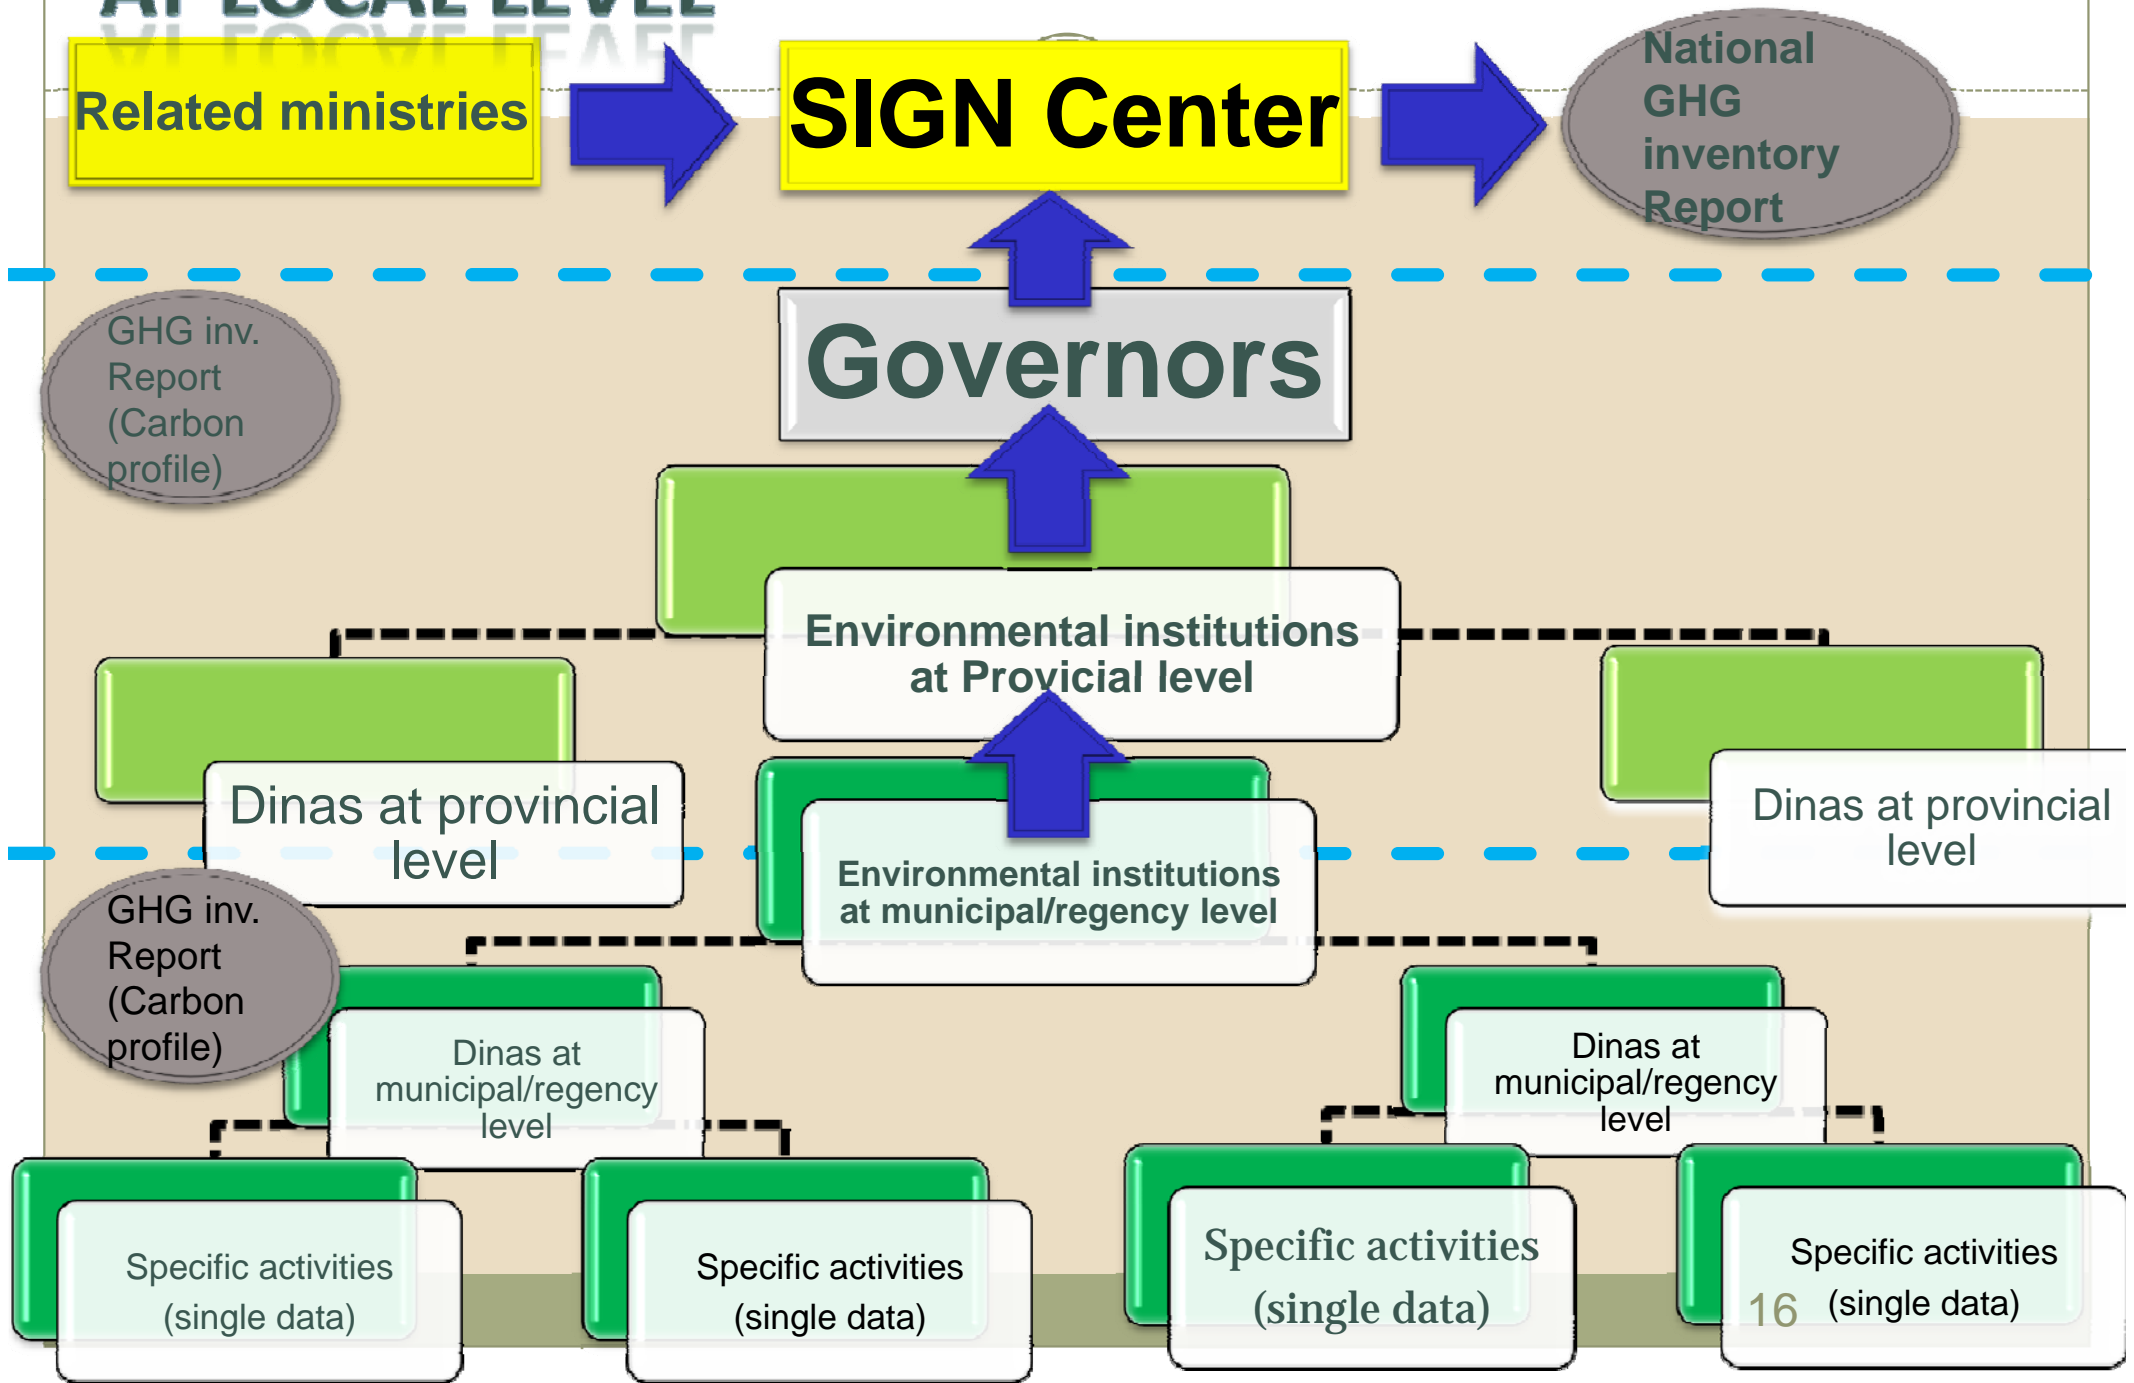 AT LOCAL LEVEL
Related ministries
SIGN Center
National
GHG
inventory
Report
GHG inv.
Report
(Carbon
profile)
Governors
Environmental institutions
at Provicial level
Dinas at provincial
level
Dinas at provincial
level
GHG inv.
Report
(Carbon
profile)
Environmental institutions
at municipal/regency level
Dinas at
municipal/regency
level
Dinas at
municipal/regency
level
Specific activities
(single data)
Specific activities
(single data)
Specific activities
(single data)
Specific activities
(single data)
16